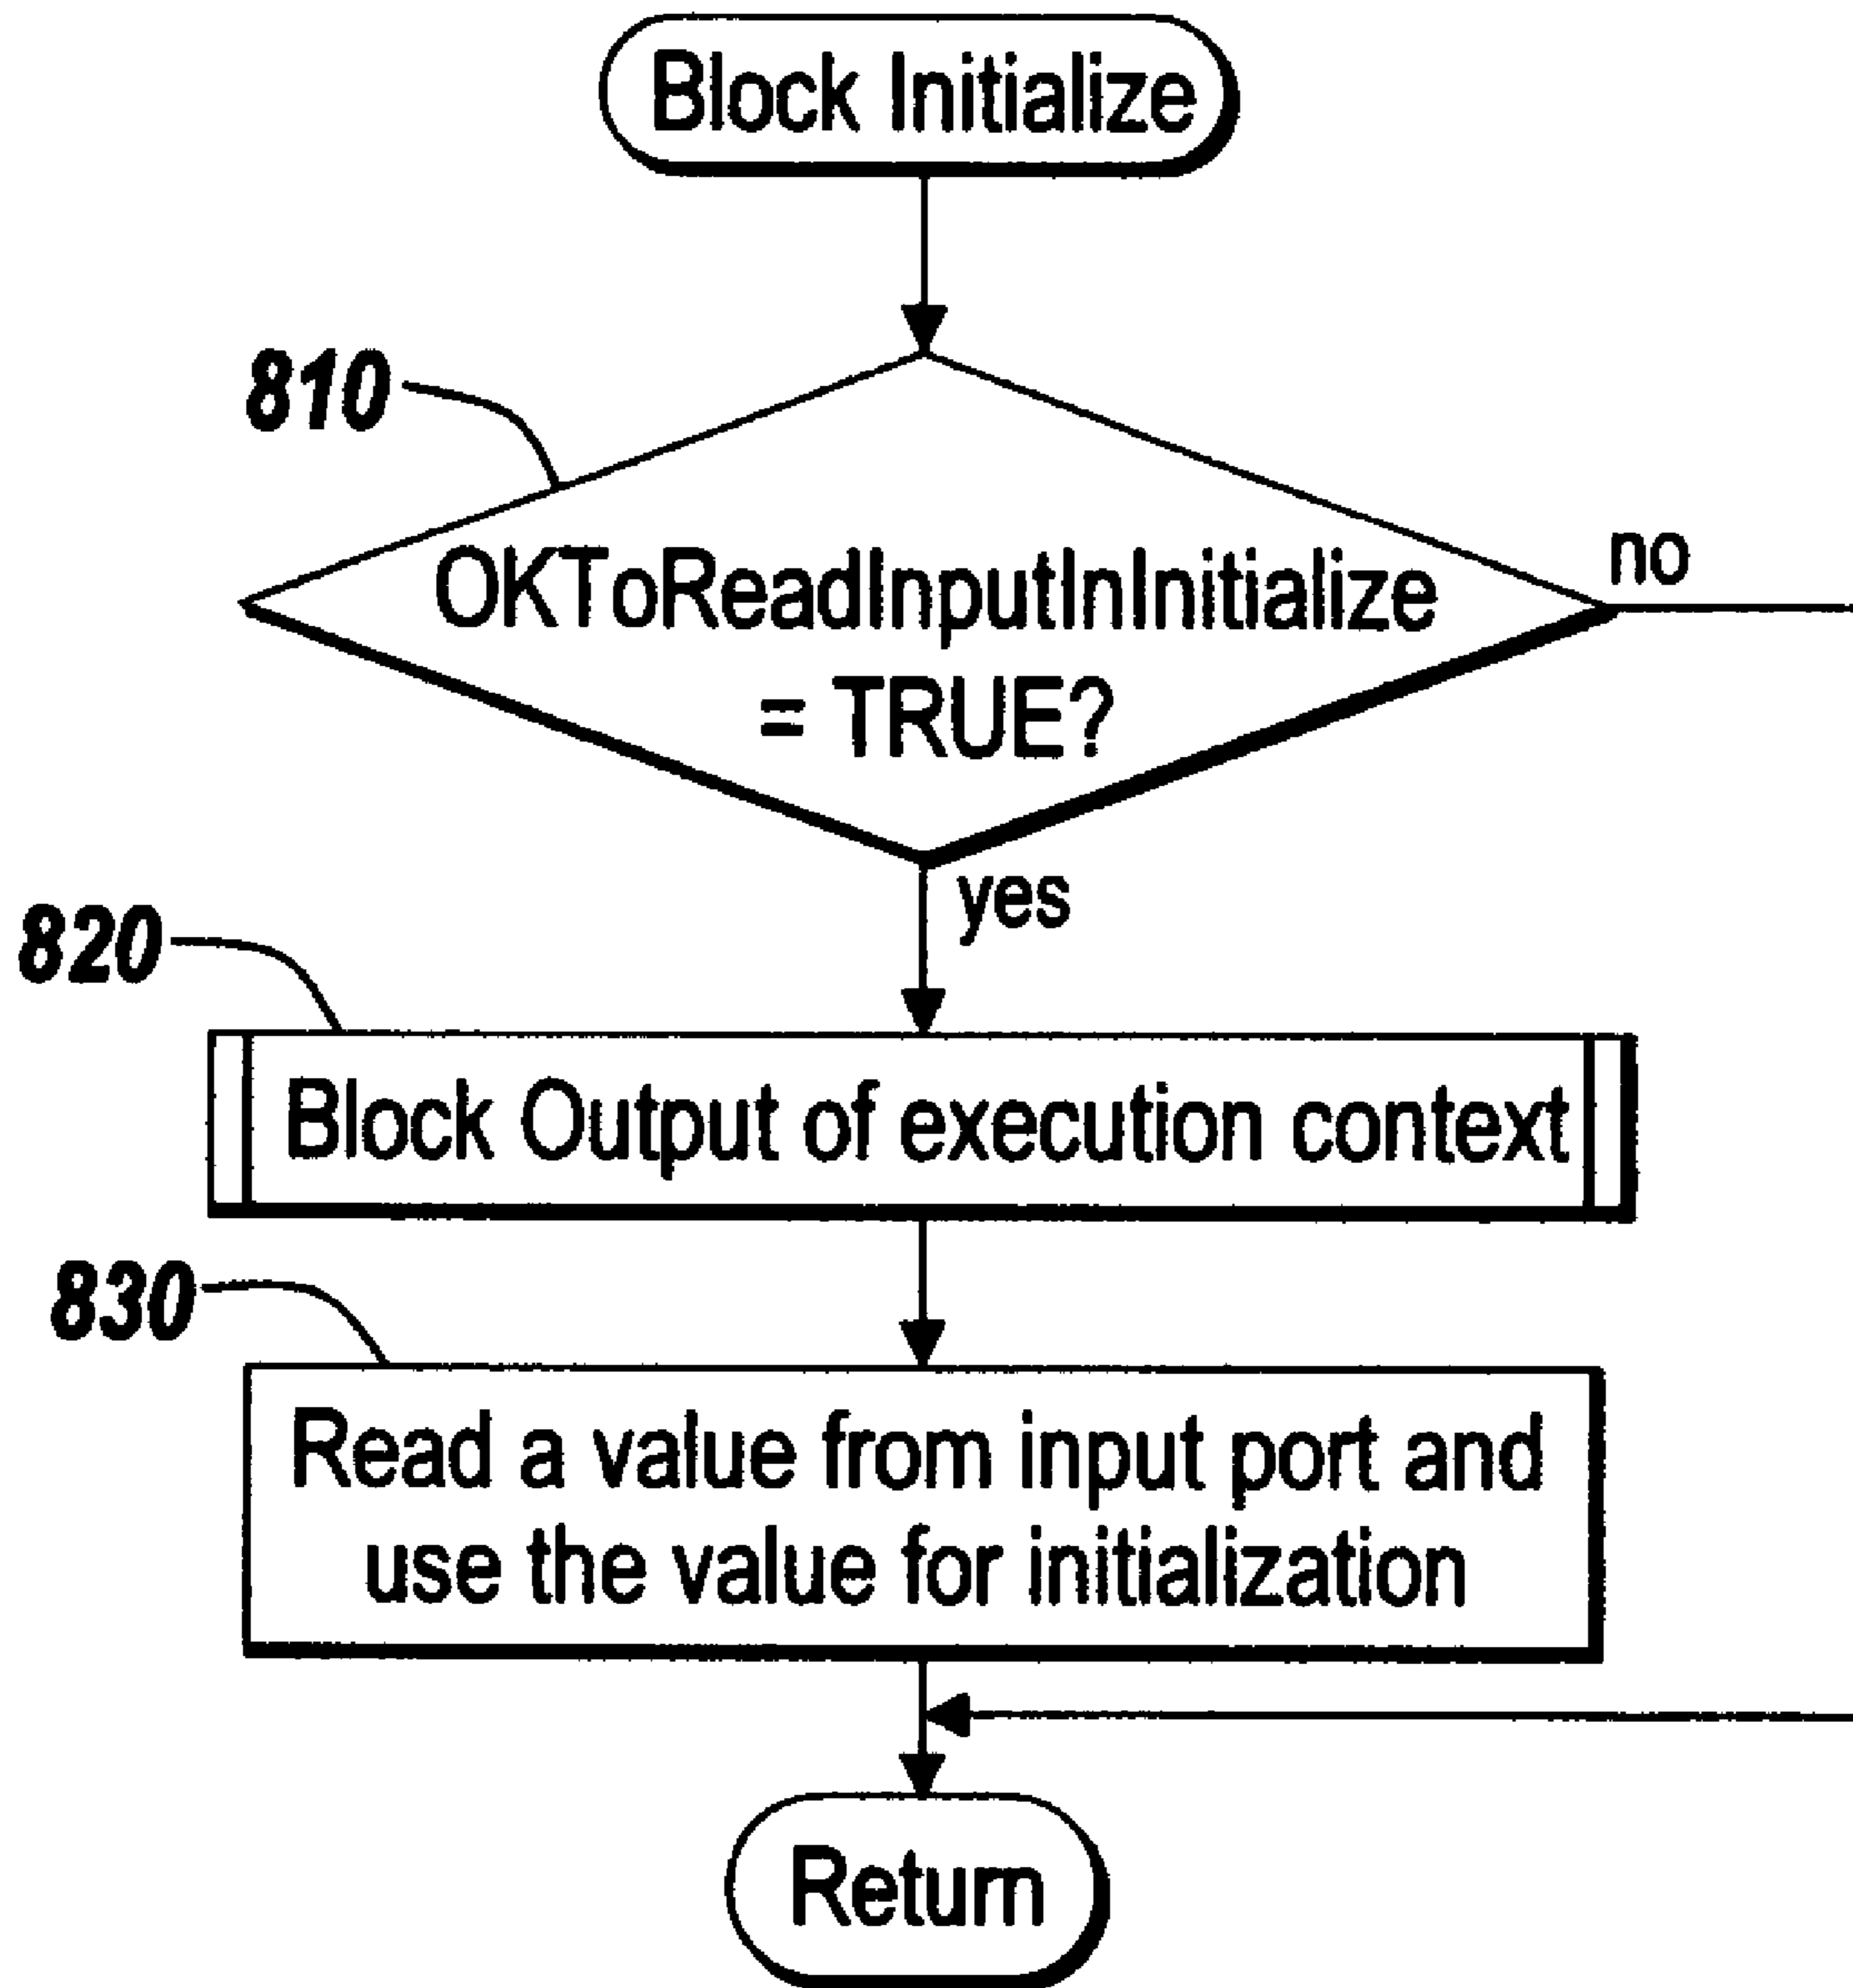 Block Initialize
810
OKToReadInputInInitialize
= TRUE?
no
yes
820
Block Output of execution context
830
Read a value from input port and
use the value for initialization
Return